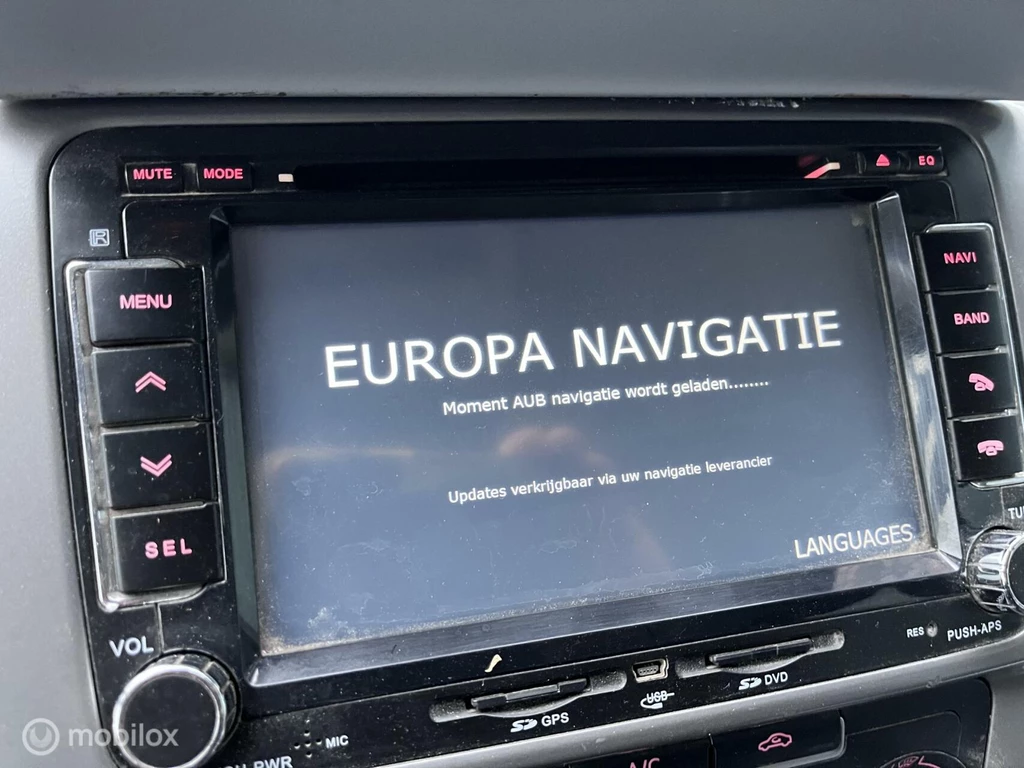 MUTE MODE EQ
R
NAVI
MENU
BAND
EUROPA NAVIGATIE
Moment AUB navigatie wordt geladen........
Updates verkrijgbaar via uw navigatie leverancier
SEL
LANGUAGES
VOL
RES PUSH-APS
SD GPS
USB
SD DVD
MIC
PWR
A/C
mobilox